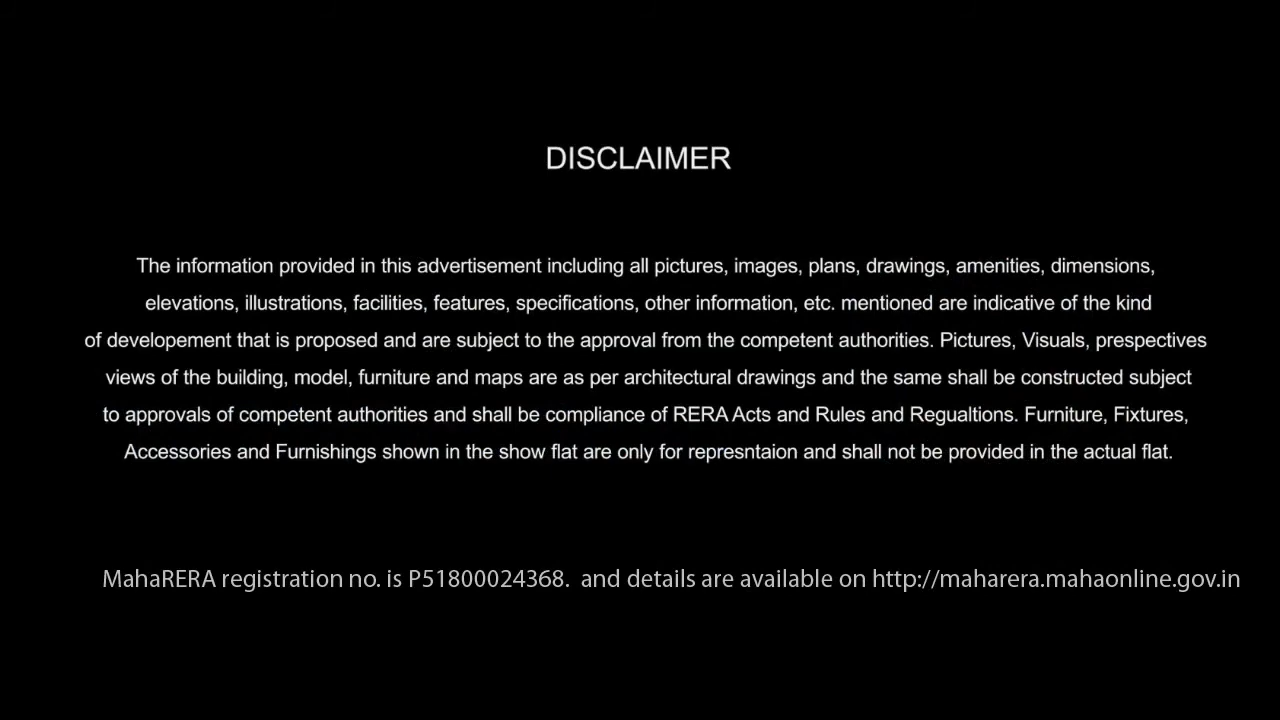 DISCLAIMER
The information provided in this advertisement including all pictures, images, plans, drawings, amenities, dimensions,
elevations, illustrations, facilities, features, specifications, other information, etc. mentioned are indicative of the kind
of developement that is proposed and are subject to the approval from the competent authorities. Pictures, Visuals, prespectives
views of the building, model, furniture and maps are as per architectural drawings and the same shall be constructed subject
to approvals of competent authorities and shall be compliance of RERA Acts and Rules and Regualtions. Furniture, Fixtures,
Accessories and Furnishings shown in the show flat are only for represntaion and shall not be provided in the actual flat.
MahaRERA registration no. is P51800024368.  and details are available on http://maharera.mahaonline.gov.in